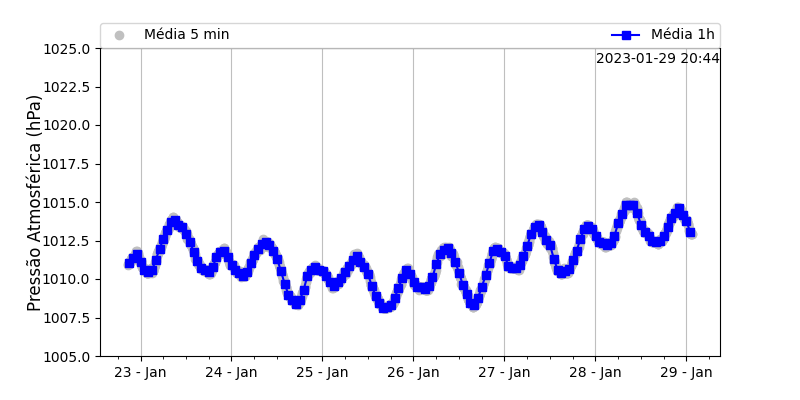 Média 5 min
Média 1h
2023-01-29 20:44
Pressão Atmosférica (hPa)
1025.0
1022.5
1020.0
1017.5
1015.0
1012.5
1010.0
1007.5
1005.0
23 - Jan
24 - Jan
25 - Jan
26 - Jan
27 - Jan
28 - Jan
29 - Jan